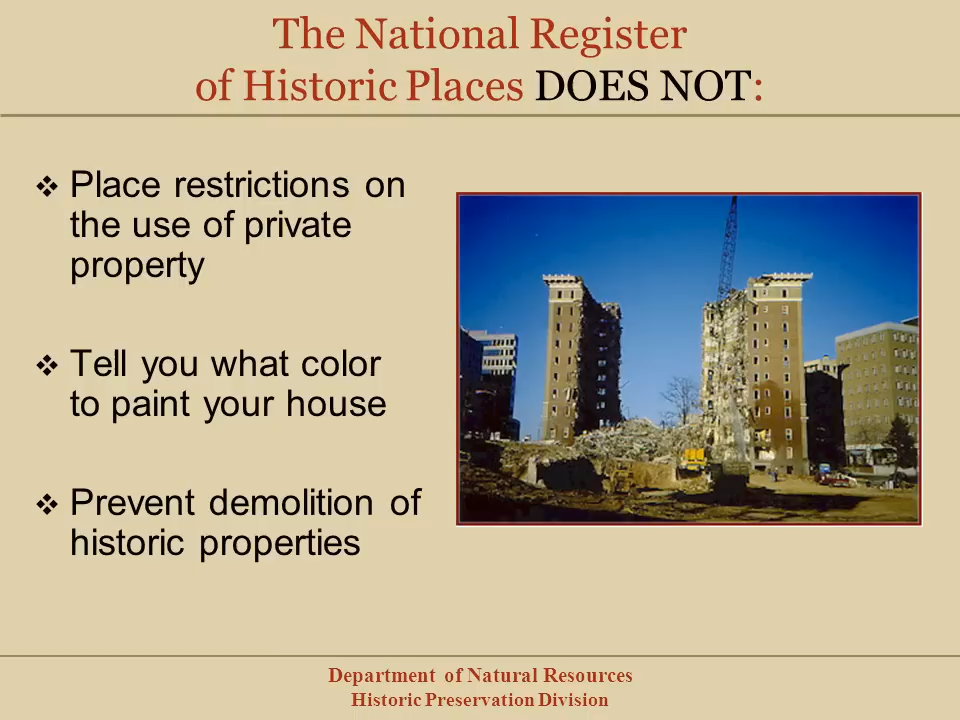 The National Register
of Historic Places DOES NOT:
❖ Place restrictions on
the use of private
property
❖ Tell you what color
to paint your house
❖ Prevent demolition of
historic properties
Department of Natural Resources
Historic Preservation Division